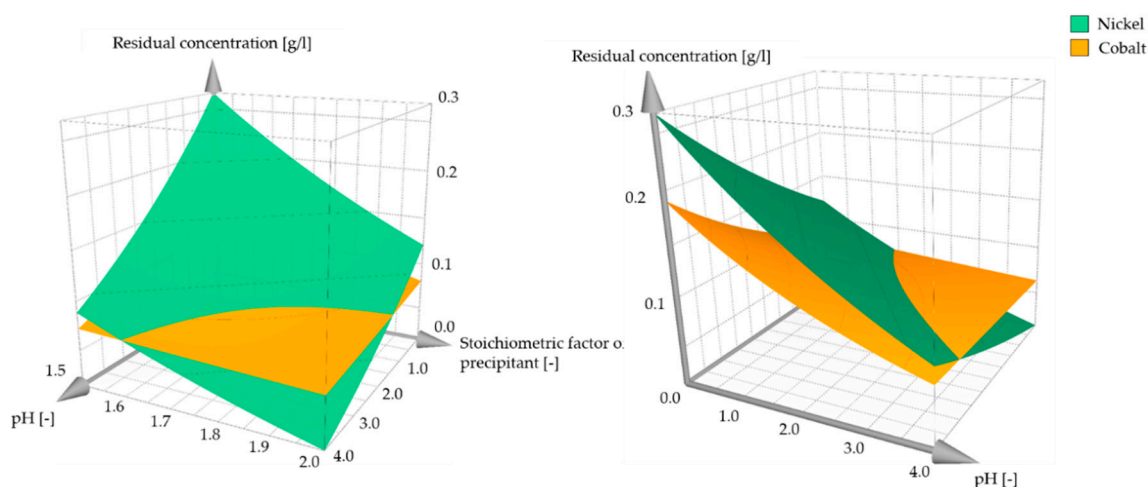 Nickel
Cobalt
Residual concentration [g/l]
0.3
0.2
0.1
0.0
Stoichiometric factor o
precipitant [-]
1.0
2.0
3.0
4.0
1.5
pH [-]
1.6
1.7
1.8
1.9
2.0
Residual concentration [g/l]
0.3
0.2
0.1
0.0
1.0
2.0
3.0
4.0
pH [-]